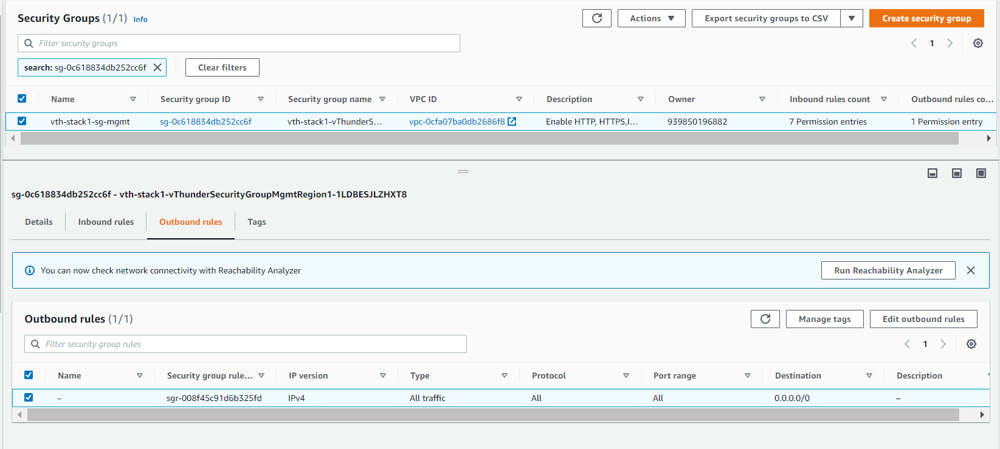 Security Groups (1/1) Info
Actions
Export security groups to CSV
Create security group
Filter security groups
1
search: sg-0c618834db252cc6f
Clear filters
Name Security group ID Security group name VPC ID Description Owner Inbound rules count Outbound rules co...
vth-stack1-sg-mgmt sg-0c618834db252cc6f vth-stack1-vThunderS... vpc-0cfa07ba0db2686f8 Enable HTTP, HTTPS,I... 939850196882 7 Permission entries 1 Permission entry
sg-0c618834db252cc6f - vth-stack1-vThunderSecurityGroupMgmtRegion1-1LDBESJLZHXT8
Details Inbound rules Outbound rules Tags
You can now check network connectivity with Reachability Analyzer
Run Reachability Analyzer
Outbound rules (1/1)
Manage tags
Edit outbound rules
Filter security group rules
1
Name Security group rule... IP version Type Protocol Port range Destination Description
– sgr-008f45c91d6b325fd IPv4 All traffic All All 0.0.0.0/0 –